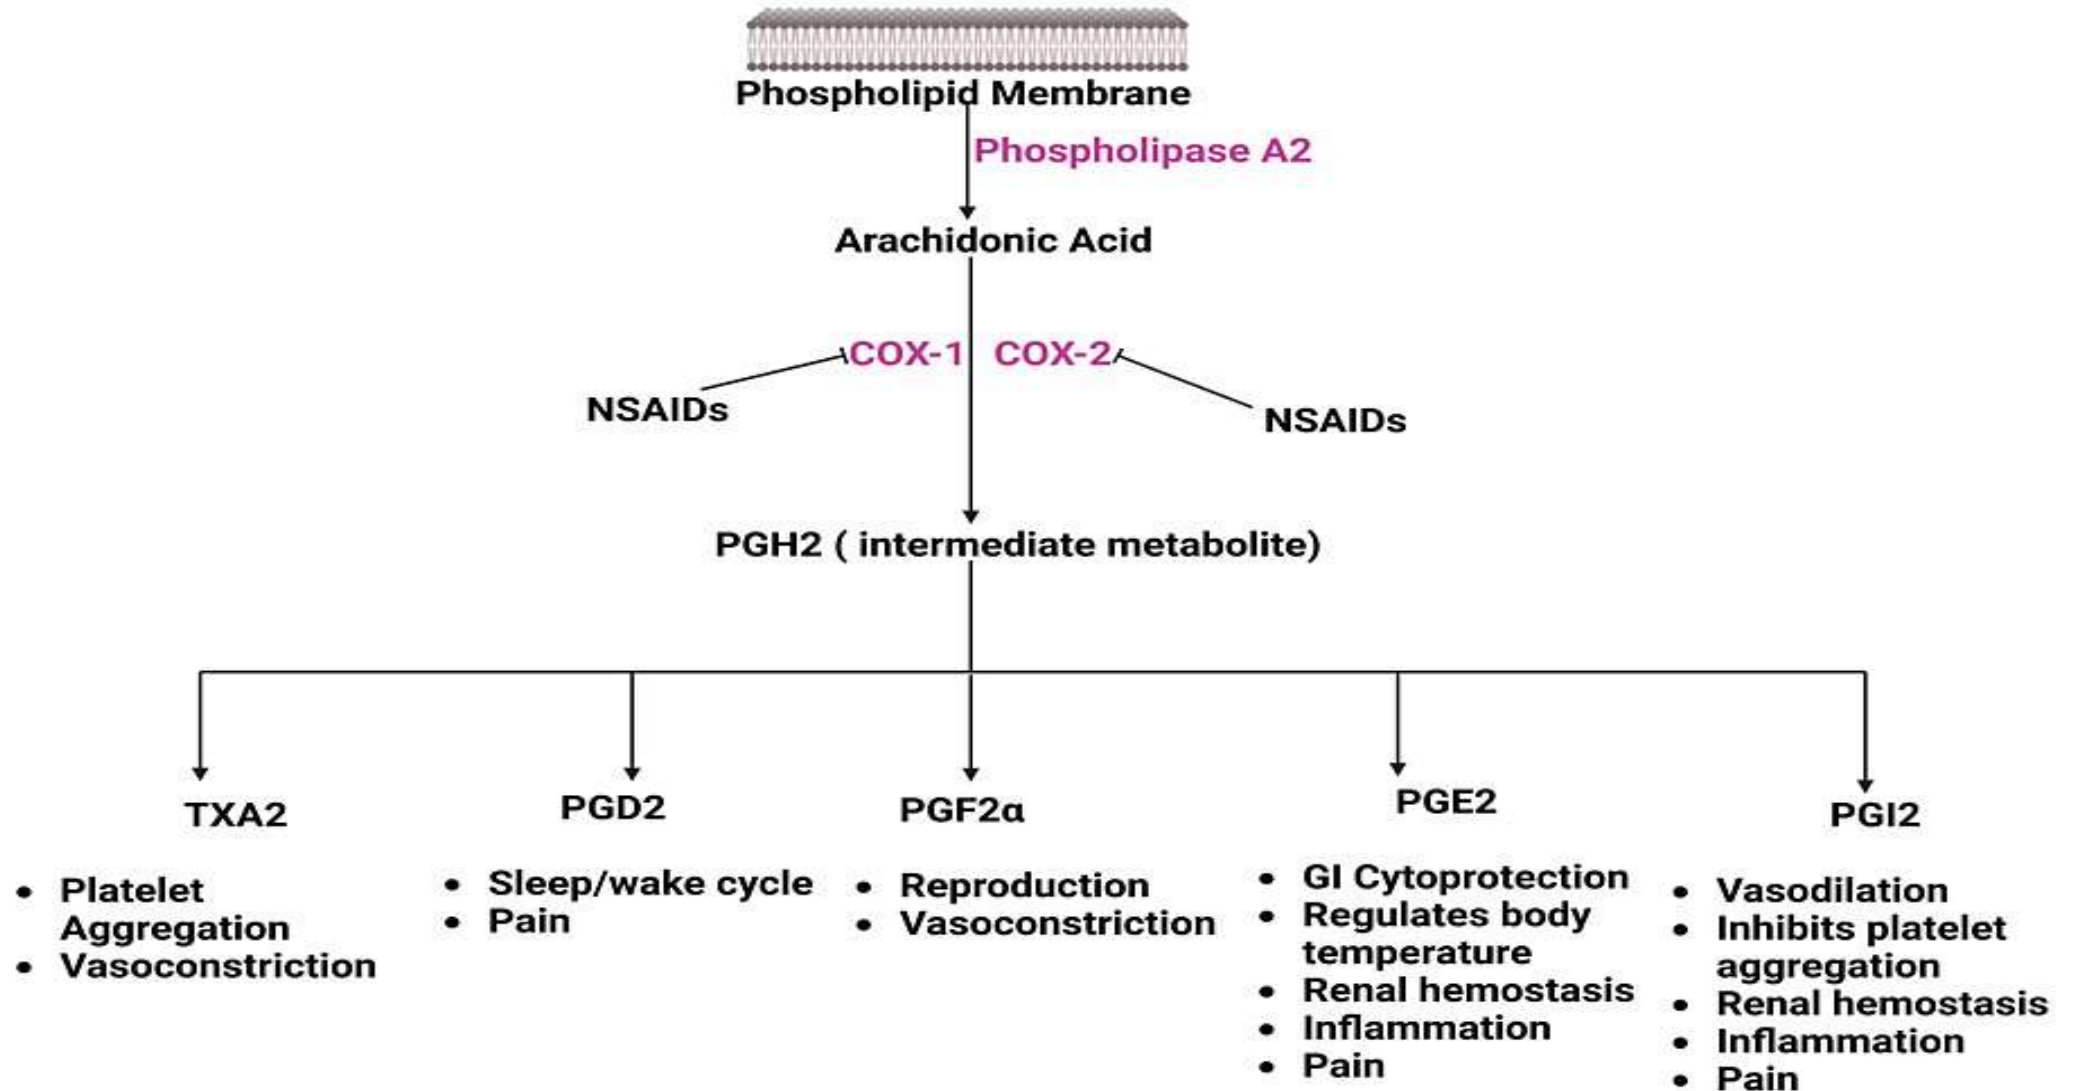 Phospholipid Membrane
Phospholipase A2
Arachidonic Acid
COX-1 COX-2
NSAIDs
NSAIDs
PGH2 ( intermediate metabolite)
TXA2
• Platelet
Aggregation
• Vasoconstriction
PGD2
• Sleep/wake cycle
• Pain
PGF2α
• Reproduction
• Vasoconstriction
PGE2
• GI Cytoprotection
• Regulates body
temperature
• Renal hemostasis
• Inflammation
• Pain
PGI2
• Vasodilation
• Inhibits platelet
aggregation
• Renal hemostasis
• Inflammation
• Pain